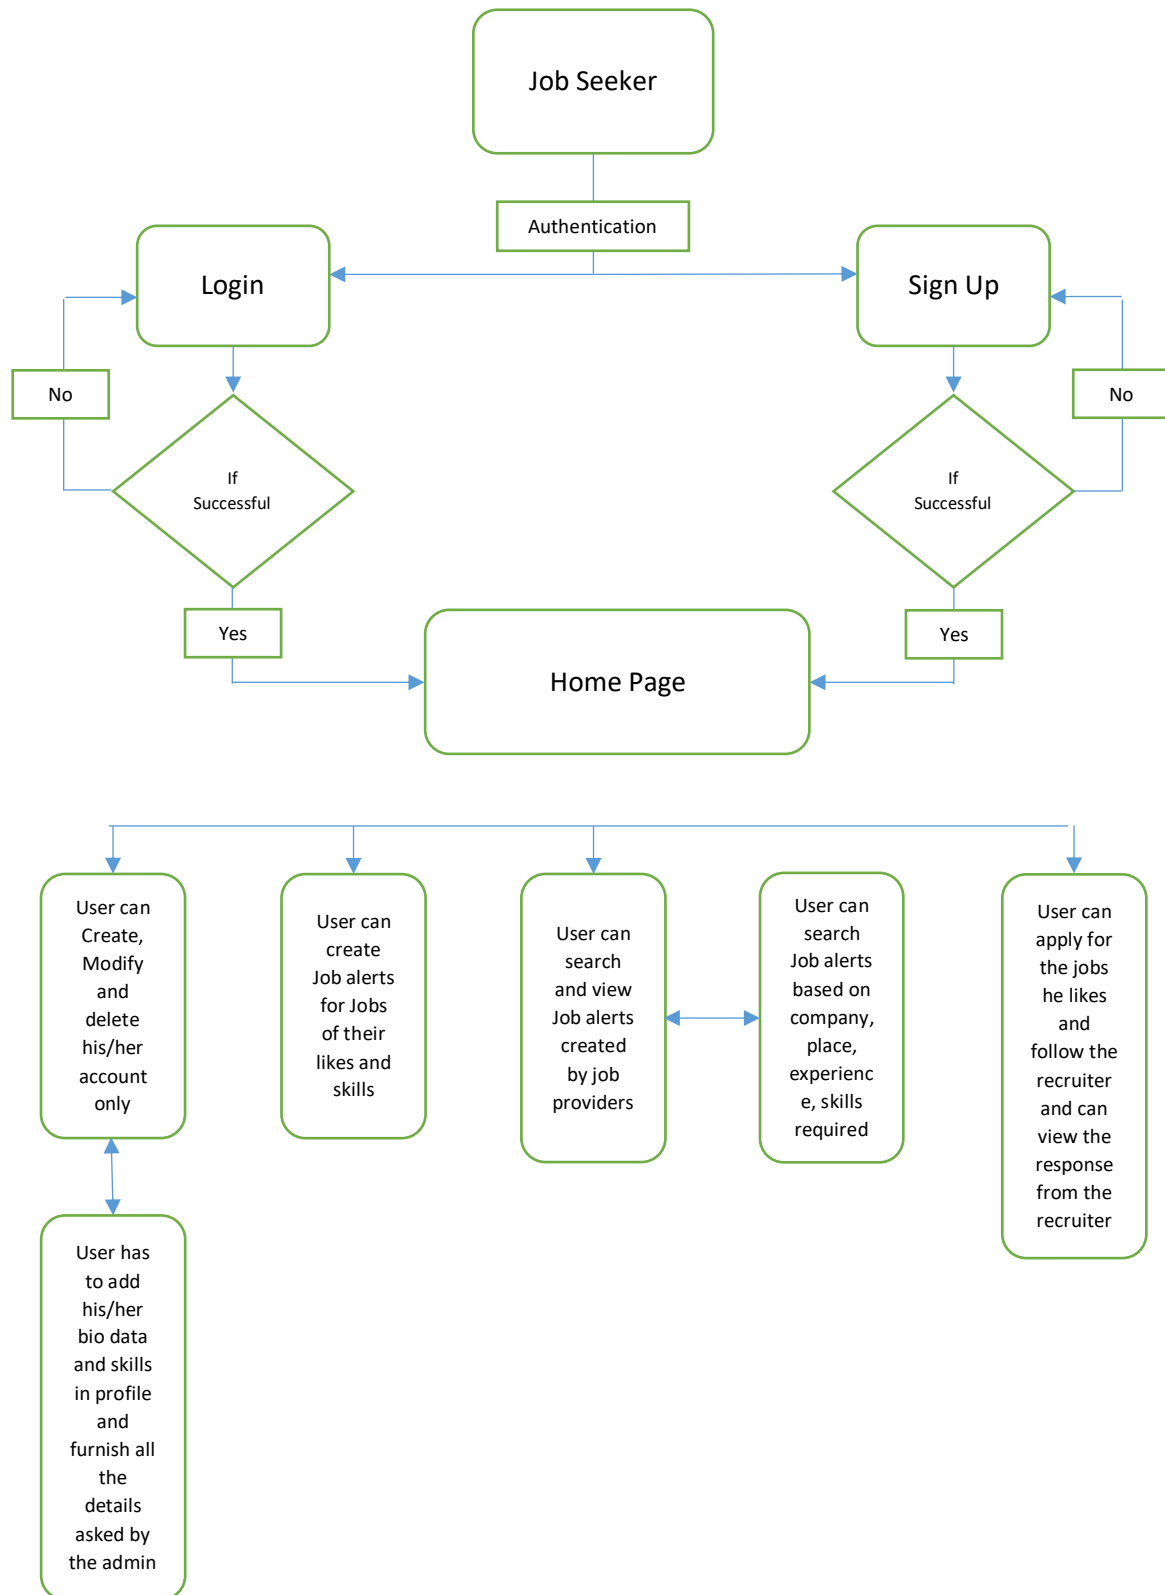 Job Seeker
Authentication
Login
Sign Up
No
No
If
Successful
If
Successful
Yes
Yes
Home Page
User can
Create,
Modify
and
delete
his/her
account
only
User can
create
Job alerts
for Jobs
of their
likes and
skills
User can
search
and view
Job alerts
created
by job
providers
User can
search
Job alerts
based on
company,
place,
experienc
e, skills
required
User can
apply for
the jobs
he likes
and
follow the
recruiter
and can
view the
response
from the
recruiter
User has
to add
his/her
bio data
and skills
in profile
and
furnish all
the
details
asked by
the admin